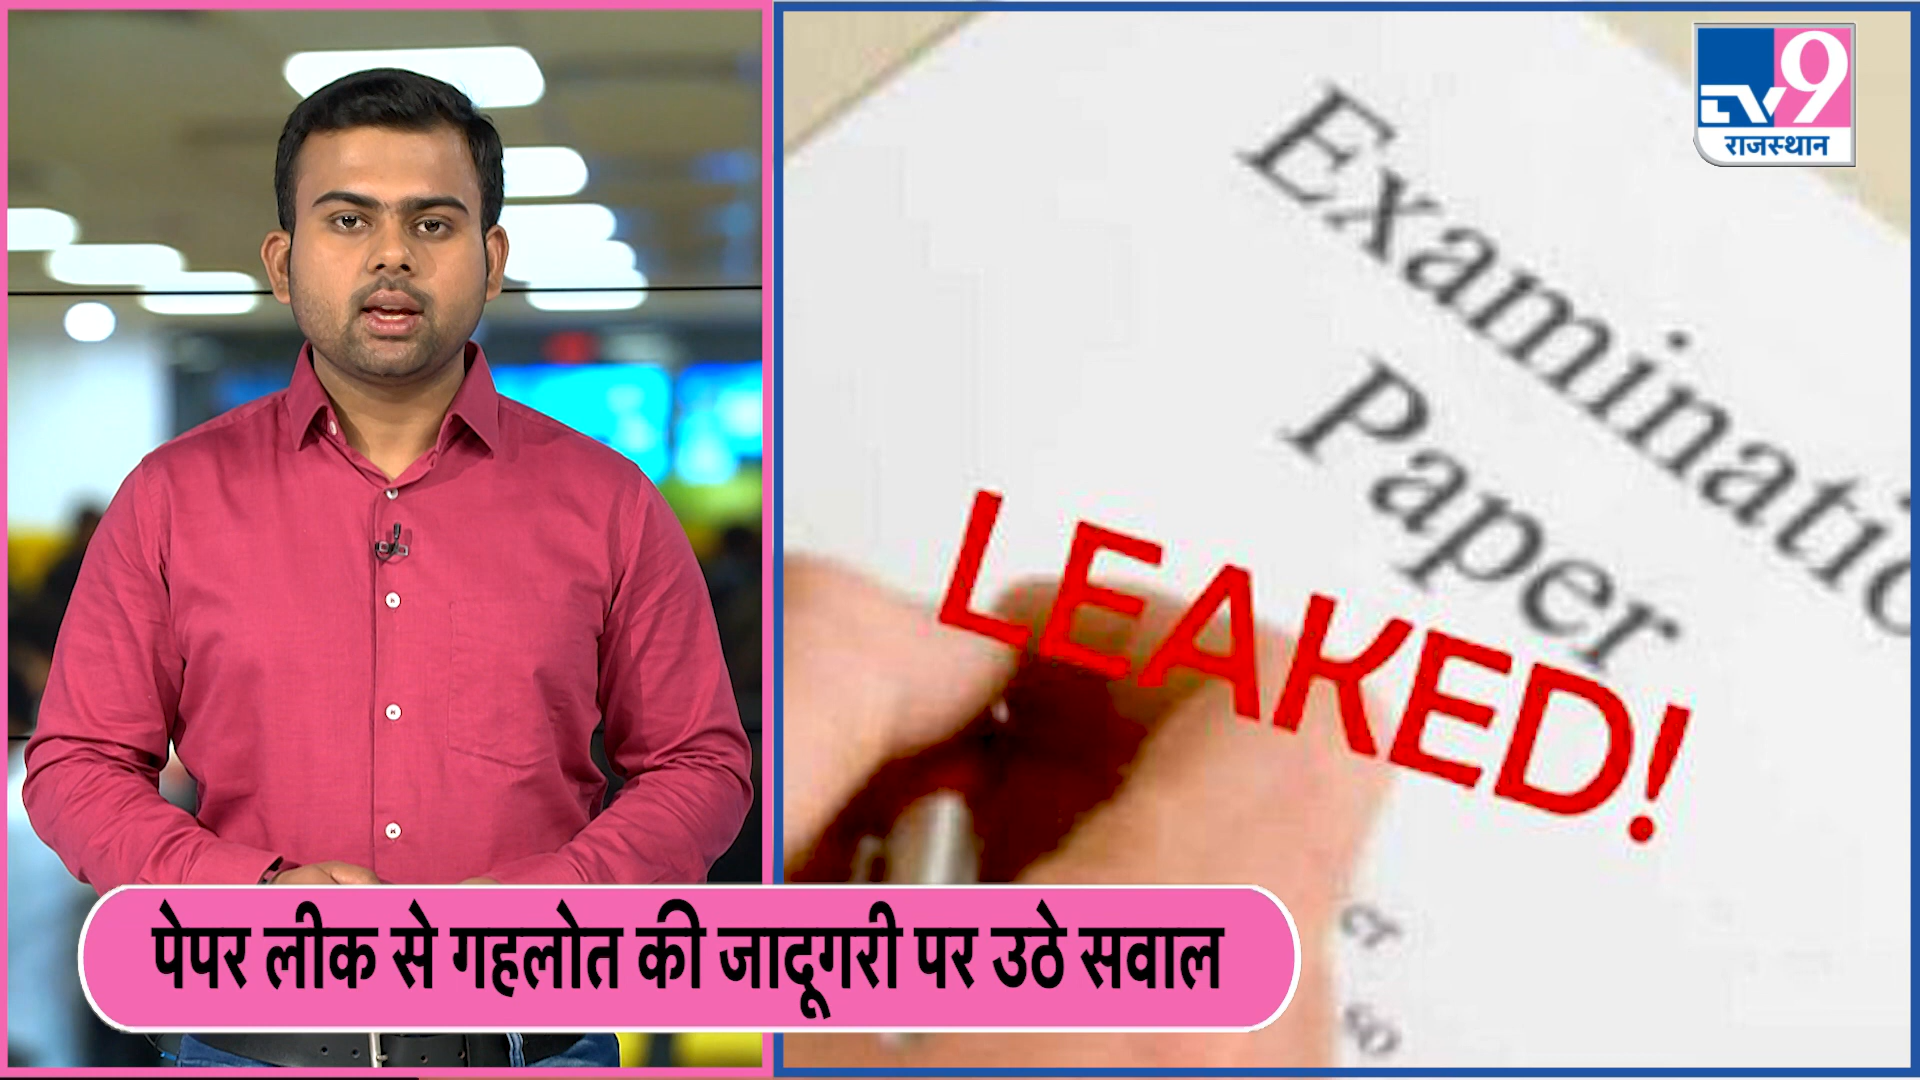 TV9
राजस्थान
Examinatio
Paper
LEAKED!
पेपर लीक से गहलोत की जादूगरी पर उठे सवाल